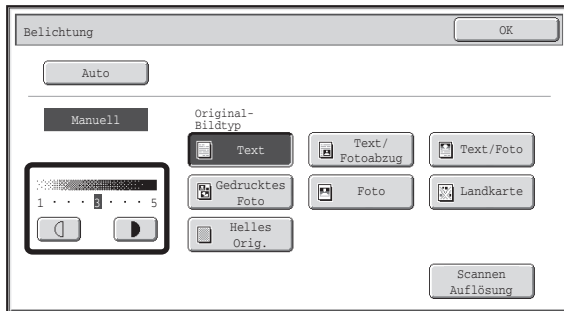 Belichtung
OK
Auto
Manuell
Original-
Bildtyp
Text
Text/
Fotoabzug
Text/Foto
Gedrucktes
Foto
Foto
Landkarte
Helles
Orig.
1 · · · 3 · · · 5
Scannen
Auflösung